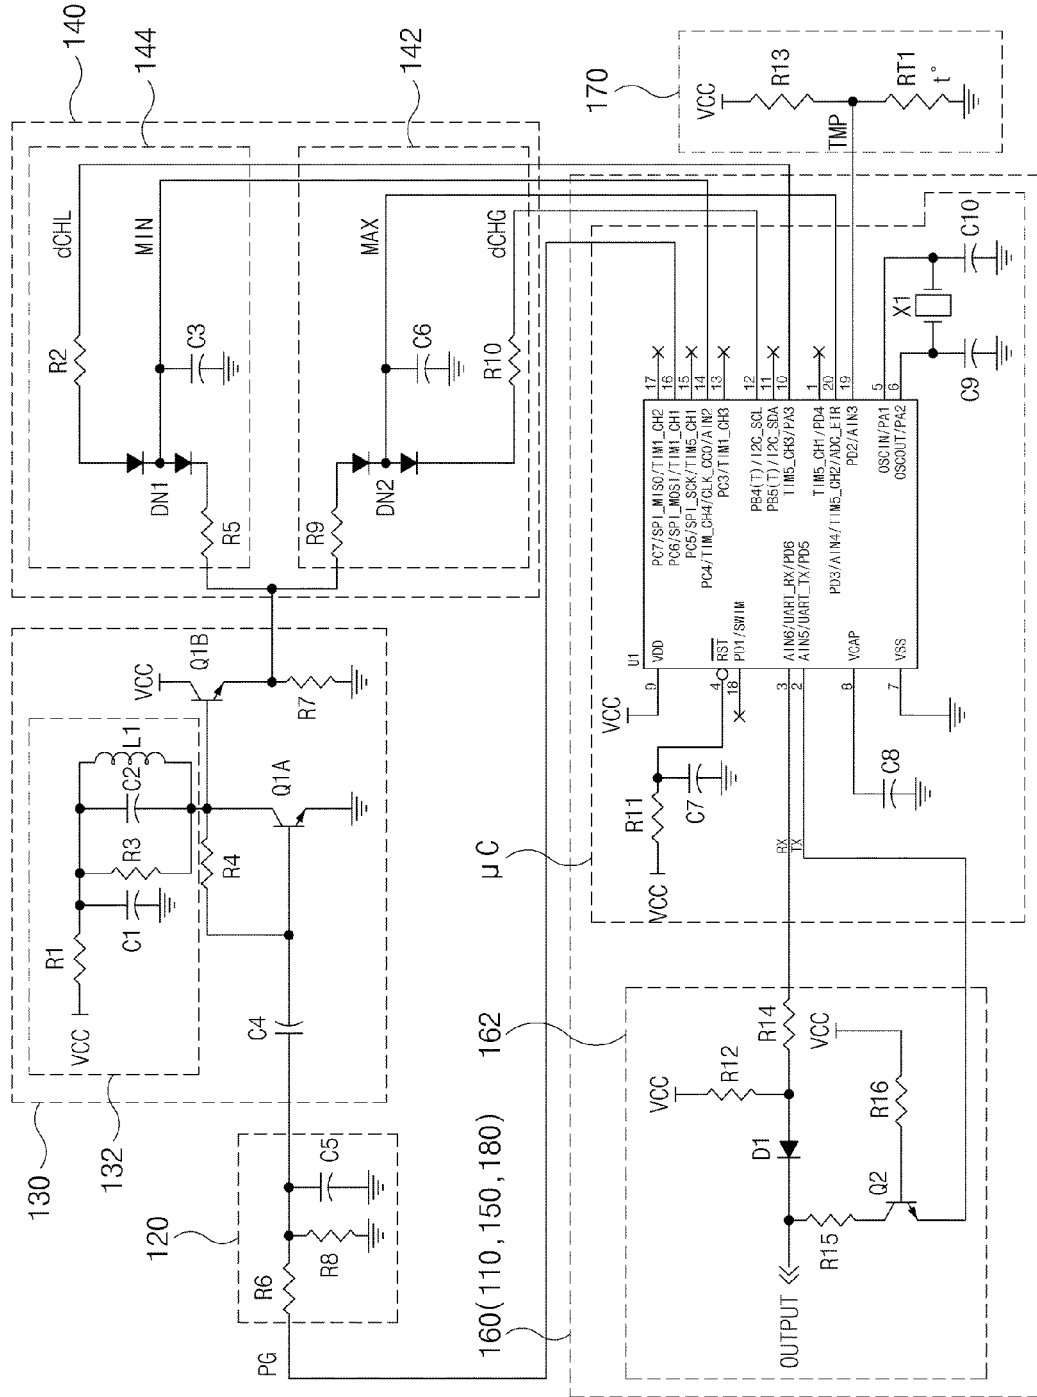 140
144
142
dCHL
MIN
MAX
dCHG
R2
C3
C6
R10
DN1
R5
DN2
R9
170
VCC
R13
TMP
RT1
t°
130
132
VCC
R1
C1
R3
C2
L1
R4
Q1A
VCC
Q1B
R7
C4
120
PG
R6
R8
C5
160(110,150,180)
162
μC
VCC
R11
C7
VCC
C8
RX
TX
U1
9
4
18
3
2
8
7
VDD
RST
PD1/SWIM
AIN6/UART_RX/PD6
AIN5/UART_TX/PD5
VCAP
VSS
PC7/SPI_MISO/TIM1_CH2
PC6/SPI_MOSI/TIM1_CH1
PC5/SPI_SCK/TIM5_CH1
PC4/TIM_CH4/CLK_CCO/AIN2
PC3/TIM1_CH3
PB4(T)/I2C_SCL
PB5(T)/I2C_SDA
TIM5_CH3/PA3
TIM5_CH1/PD4
PD3/AIN4/TIM5_CH2/ADC_ETR
PD2/AIN3
OSCIN/PA1
OSCOUT/PA2
17
16
15
14
13
12
11
10
1
20
19
5
6
C9
X1
C10
OUTPUT
D1
VCC
R12
R14
R15
Q2
R16
VCC